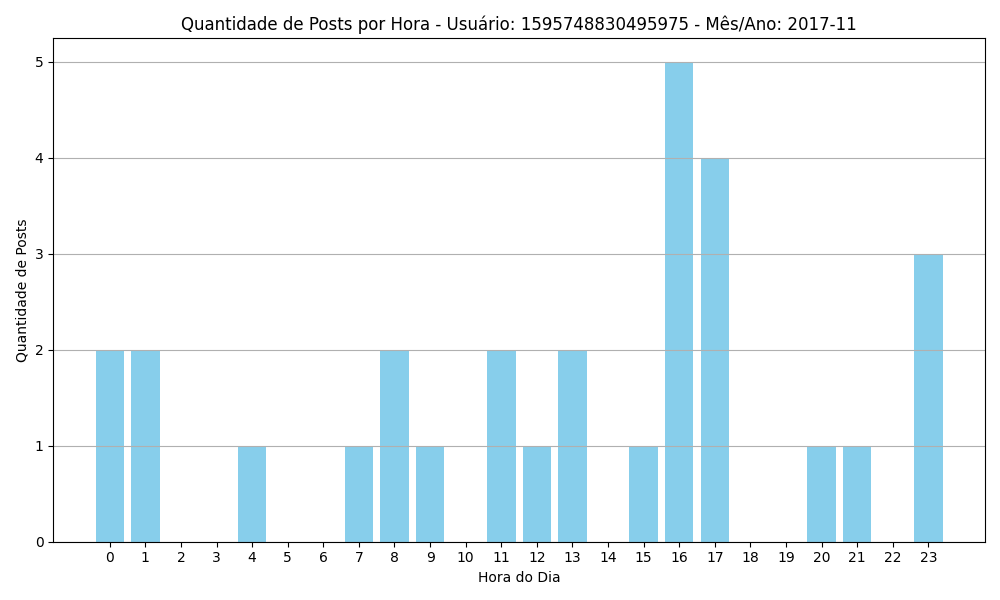 Quantidade de Posts por Hora - Usuário: 1595748830495975 - Mês/Ano: 2017-11
Quantidade de Posts
5
4
3
2
1
0
0 1 2 3 4 5 6 7 8 9 10 11 12 13 14 15 16 17 18 19 20 21 22 23
Hora do Dia